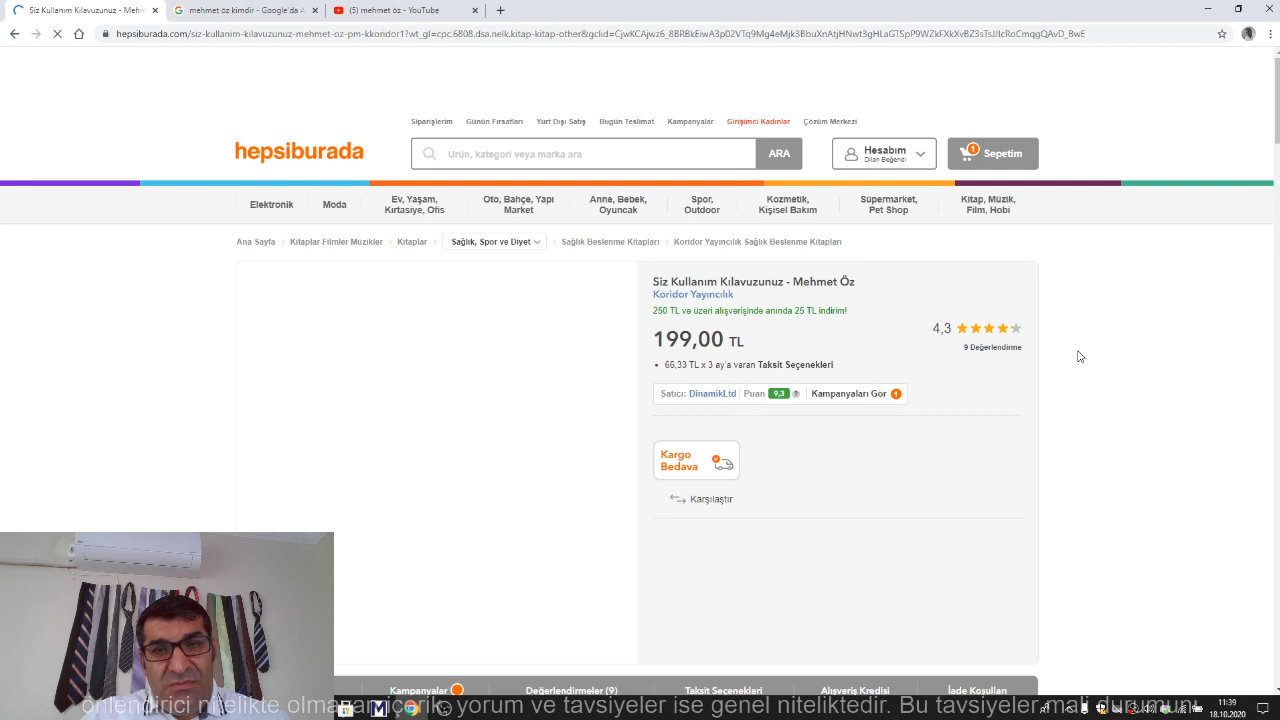 Siz Kullanım Kılavuzunuz - Mehm
mehmet öz kimdir - Google'da A
(5) mehmet öz - YouTube
hepsiburada.com/siz-kullanim-kilavuzunuz-mehmet-oz-pm-kkoridor1?wt_gl=cpc.6808.dsa.nelk.kitap-kitap-other&gclid=
Siparişlerim Günün Fırsatları Yurt Dışı Satış Bugün Teslimat Kampanyalar Girişimci Kadınlar Çözüm Merkezi
hepsiburada
Ürün, kategori veya marka ara
ARA
Hesabım
Dilan Beğendi
1
Sepetim
Elektronik
Moda
Ev, Yaşam,
Kırtasiye, Ofis
Oto, Bahçe, Yapı
Market
Anne, Bebek,
Oyuncak
Spor,
Outdoor
Kozmetik,
Kişisel Bakım
Süpermarket,
Pet Shop
Kitap, Müzik,
Film, Hobi
Ana Sayfa Kitaplar Filmler Müzikler Kitaplar Sağlık, Spor ve Diyet Sağlık Beslenme Kitapları Koridor Yayıncılık Sağlık Beslenme Kitapları
Siz Kullanım Kılavuzunuz - Mehmet Öz
Koridor Yayıncılık
250 TL ve üzeri alışverişinde anında 25 TL indirim!
199,00 TL
4,3
9 Değerlendirme
66,33 TL x 3 ay'a varan Taksit Seçenekleri
Satıcı: DinamikLtd Puan 9,3 ? Kampanyaları Gör 1
Kargo
Bedava
Karşılaştır
Kampanyalar Değerlendirmeler (9) Taksit Seçenekleri Alışveriş Kredisi İade Koşulları
yorum ve tavsiyeler ise genel niteliktedir. Bu tavsiyeler
11:39
18.10.2020